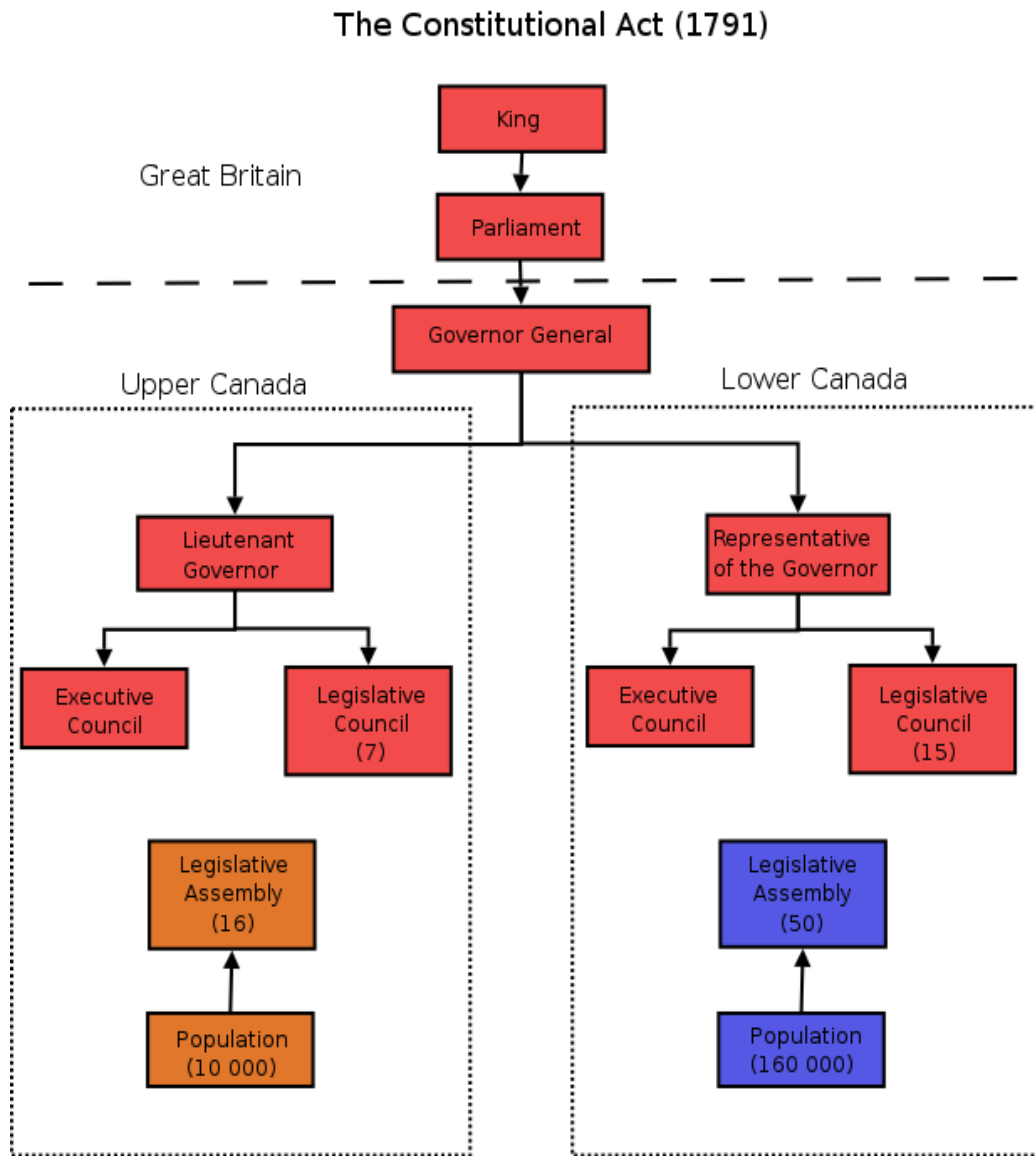 The Constitutional Act (1791)
King
Great Britain
Parliament
Governor General
Upper Canada
Lower Canada
Lieutenant
Governor
Representative
of the Governor
Executive
Council
Legislative
Council
(7)
Executive
Council
Legislative
Council
(15)
Legislative
Assembly
(16)
Legislative
Assembly
(50)
Population
(10 000)
Population
(160 000)